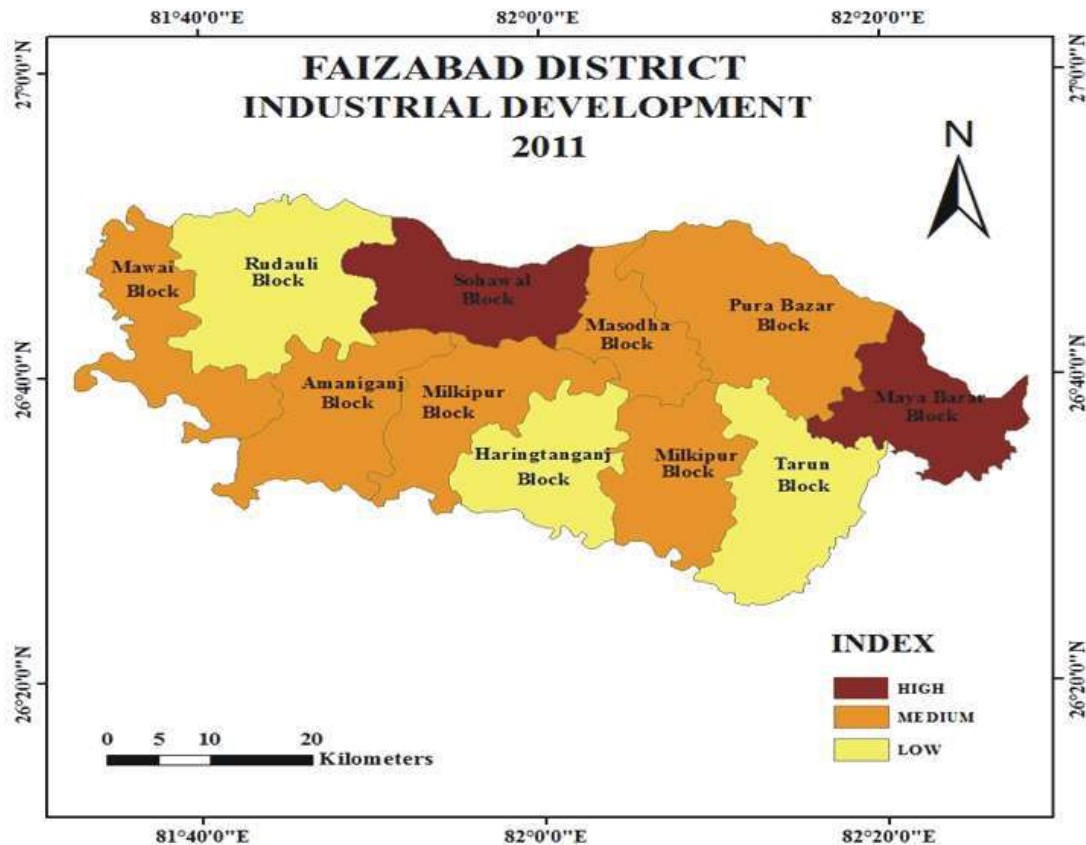 81°40'0"E
82°0'0"E
82°20'0"E
27°0'0"N
27°0'0"N
FAIZABAD DISTRICT
INDUSTRIAL DEVELOPMENT
2011
N
Mawai
Block
Rudauli
Block
Sohawal
Block
Masodha
Block
Pura Bazar
Block
26°40'0"N
26°40'0"N
Amaniganj
Block
Milkipur
Block
Maya Bazar
Block
Haringtanganj
Block
Milkipur
Block
Tarun
Block
INDEX
HIGH
MEDIUM
LOW
26°20'0"N
26°20'0"N
0 5 10 20
Kilometers
81°40'0"E
82°0'0"E
82°20'0"E